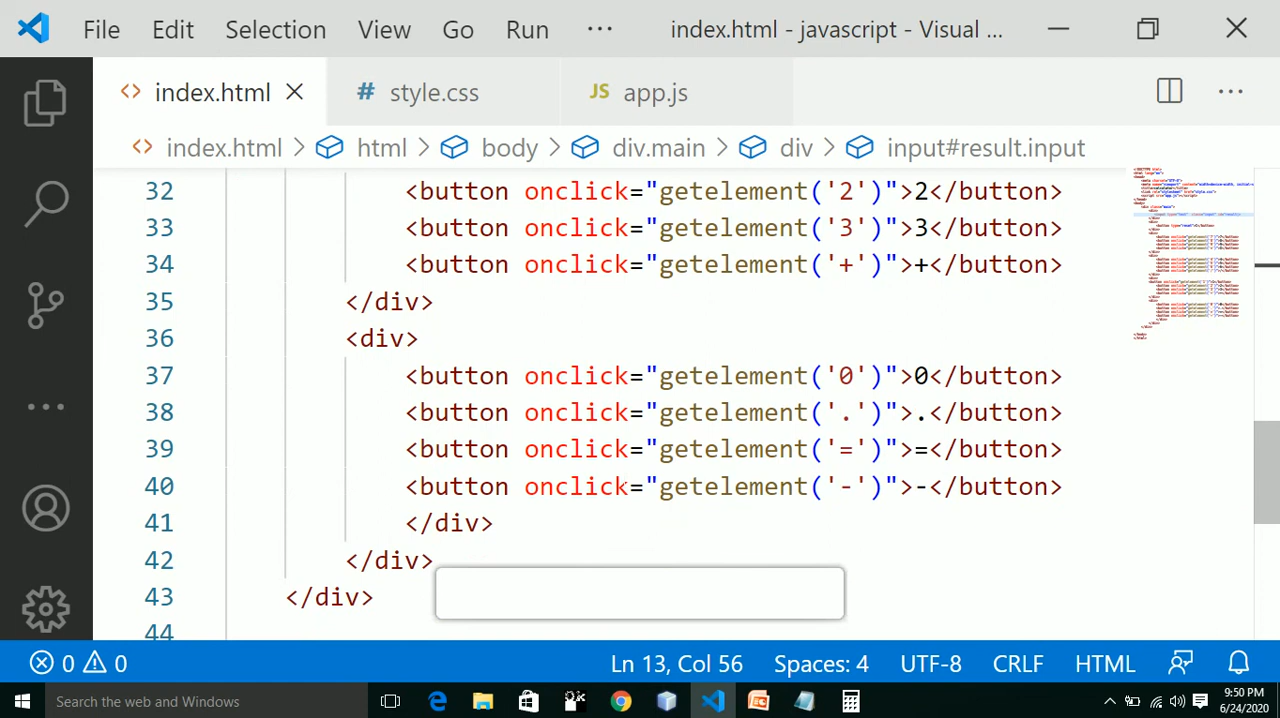 File Edit Selection View Go Run ··· index.html - javascript - Visual ...
<> index.html × # style.css JS app.js ···
<> index.html > html > body > div.main > div > input#result.input
32 <button onclick="getelement('2')">2</button>
33 <button onclick="getelement('3')">3</button>
34 <button onclick="getelement('+')">+</button>
35 </div>
36 <div>
37 <button onclick="getelement('0')">0</button>
38 <button onclick="getelement('.')">.</button>
39 <button onclick="getelement('=')">=</button>
40 <button onclick="getelement('-')">-</button>
41 </div>
42 </div>
43 </div>
44
0 0 Ln 13, Col 56 Spaces: 4 UTF-8 CRLF HTML
Search the web and Windows
9:50 PM
6/24/2020